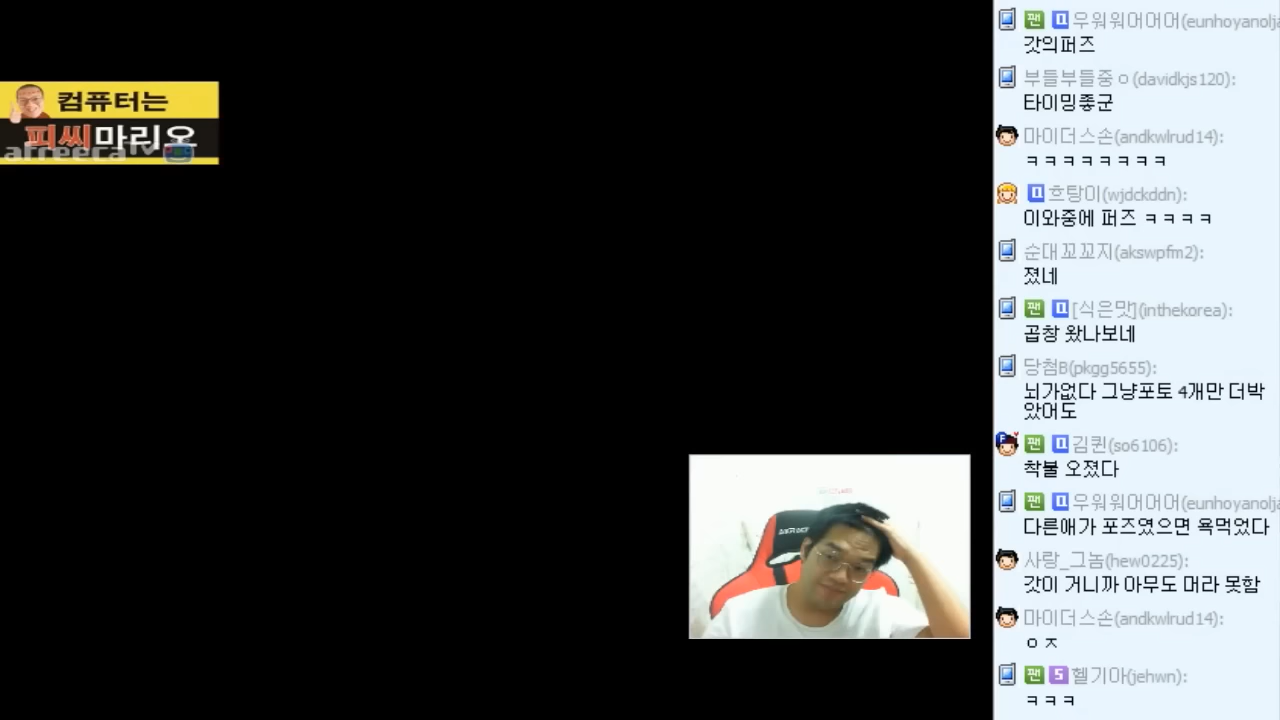 컴퓨터는
피씨마리오
afreecaTV
팬 우워워어어어(eunhoyanolja
갓의퍼즈
부들부들중ㅇ(davidkjs120):
타이밍좋군
마이더스손(andkwlrud14):
ㅋㅋㅋㅋㅋㅋㅋㅋ
흐탕이(wjdckddn):
이와중에 퍼즈 ㅋㅋㅋㅋ
순대꼬꼬지(akswpfm2):
졌네
팬 [식은맛](inthekorea):
곱창 왔나보네
당첨B(pkgg5655):
뇌가없다 그냥포토 4개만 더박
았어도
팬 김퀸(so6106):
착불 오졌다
팬 우워워어어어(eunhoyanolja
다른애가 포즈였으면 욕먹었다
사랑_그놈(hew0225):
갓이 거니까 아무도 머라 못함
마이더스손(andkwlrud14):
ㅇㅈ
팬 S 헬기아(jehwn):
ㅋㅋㅋ